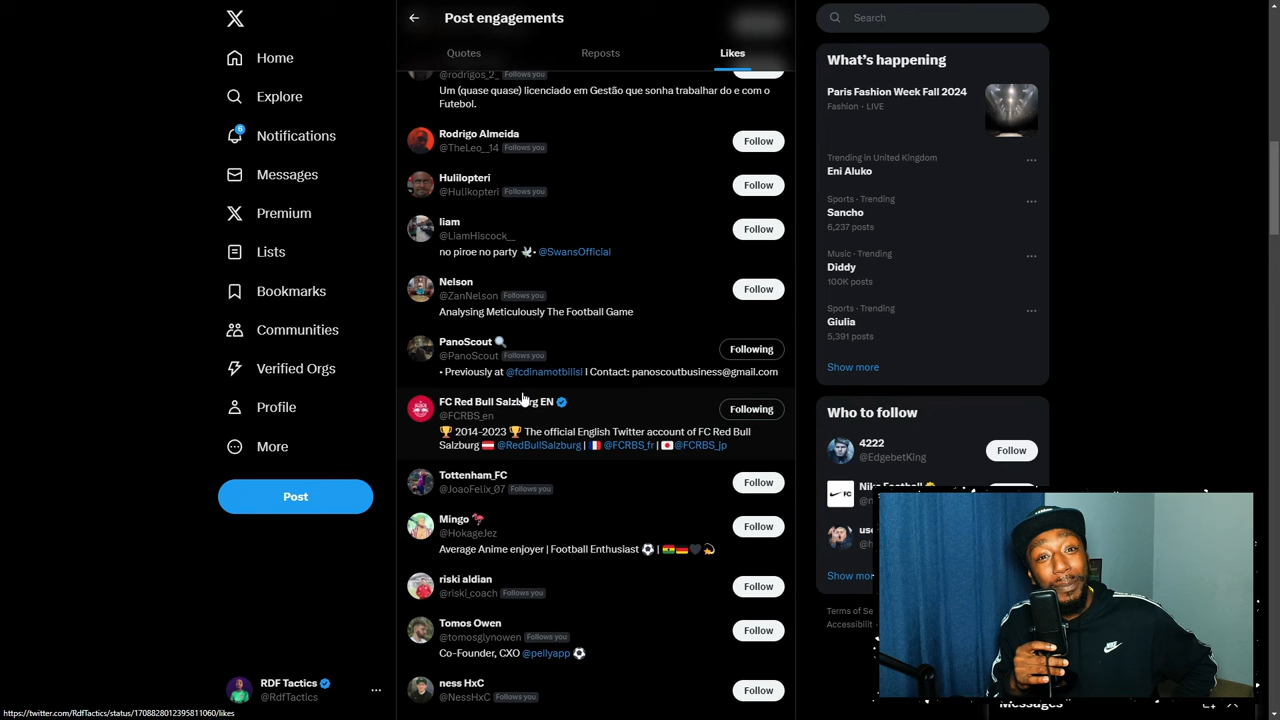 Home
Explore
6
Notifications
Messages
Premium
Lists
Bookmarks
Communities
Verified Orgs
Profile
More
Post
RDF Tactics
@RdfTactics
https://twitter.com/RdfTactics/status/1708828012395811060/likes
Post engagements
Quotes
Reposts
Likes
@rodrigos_2_ Follows you
Um (quase quase) licenciado em Gestão que sonha trabalhar do e com o
Futebol.
Rodrigo Almeida
@TheLeo__14 Follows you
Follow
Hulilopteri
@Hulikopteri Follows you
Follow
liam
@LiamHiscock__
Follow
no piroe no party 🕊️• @SwansOfficial
Nelson
@ZanNelson Follows you
Follow
Analysing Meticulously The Football Game
PanoScout 🔍
@PanoScout Follows you
Following
• Previously at @fcdinamotbilisi I Contact: panoscoutbusiness@gmail.com
FC Red Bull Salzburg EN
@FCRBS_en
Following
🏆 2014-2023 🏆 The official English Twitter account of FC Red Bull
Salzburg 🇦🇹 @RedBullSalzburg | 🇫🇷 @FCRBS_fr | 🇯🇵 @FCRBS_jp
Tottenham_FC
@JoaoFelix_07 Follows you
Follow
Mingo 🦩
@HokageJez
Follow
Average Anime enjoyer | Football Enthusiast ⚽ | 🇬🇭🇩🇪🖤💫
riski aldian
@riski_coach Follows you
Follow
Tomos Owen
@tomosglynowen Follows you
Follow
Co-Founder, CXO @pellyapp ⚽
ness HxC
@NessHxC Follows you
Follow
Search
What's happening
Paris Fashion Week Fall 2024
Fashion · LIVE
Trending in United Kingdom
Eni Aluko
Sports · Trending
Sancho
6,237 posts
Music · Trending
Diddy
100K posts
Sports · Trending
Giulia
5,391 posts
Show more
Who to follow
4222
@EdgebetKIng
Follow
FC
Show
Terms of
Messages